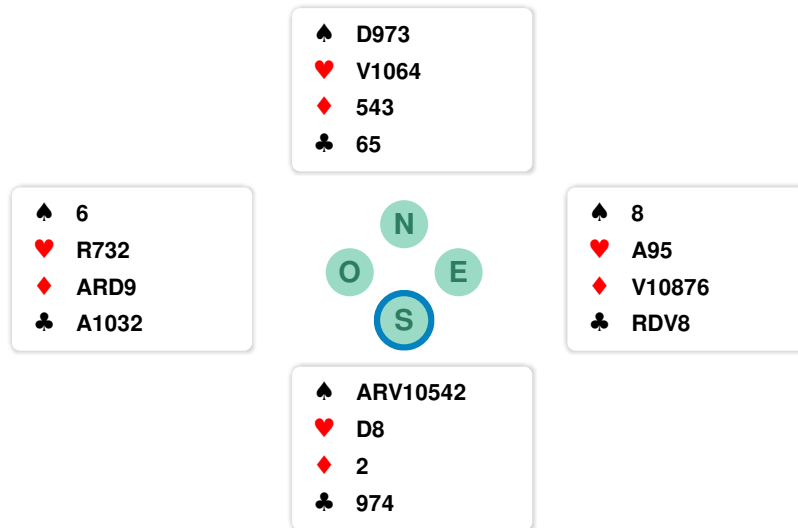 ♠ D973
♥ V1064
♦ 543
♣ 65
♠ 6
♥ R732
♦ ARD9
♣ A1032
N
O
E
S
♠ 8
♥ A95
♦ V10876
♣ RDV8
♠ ARV10542
♥ D8
♦ 2
♣ 974